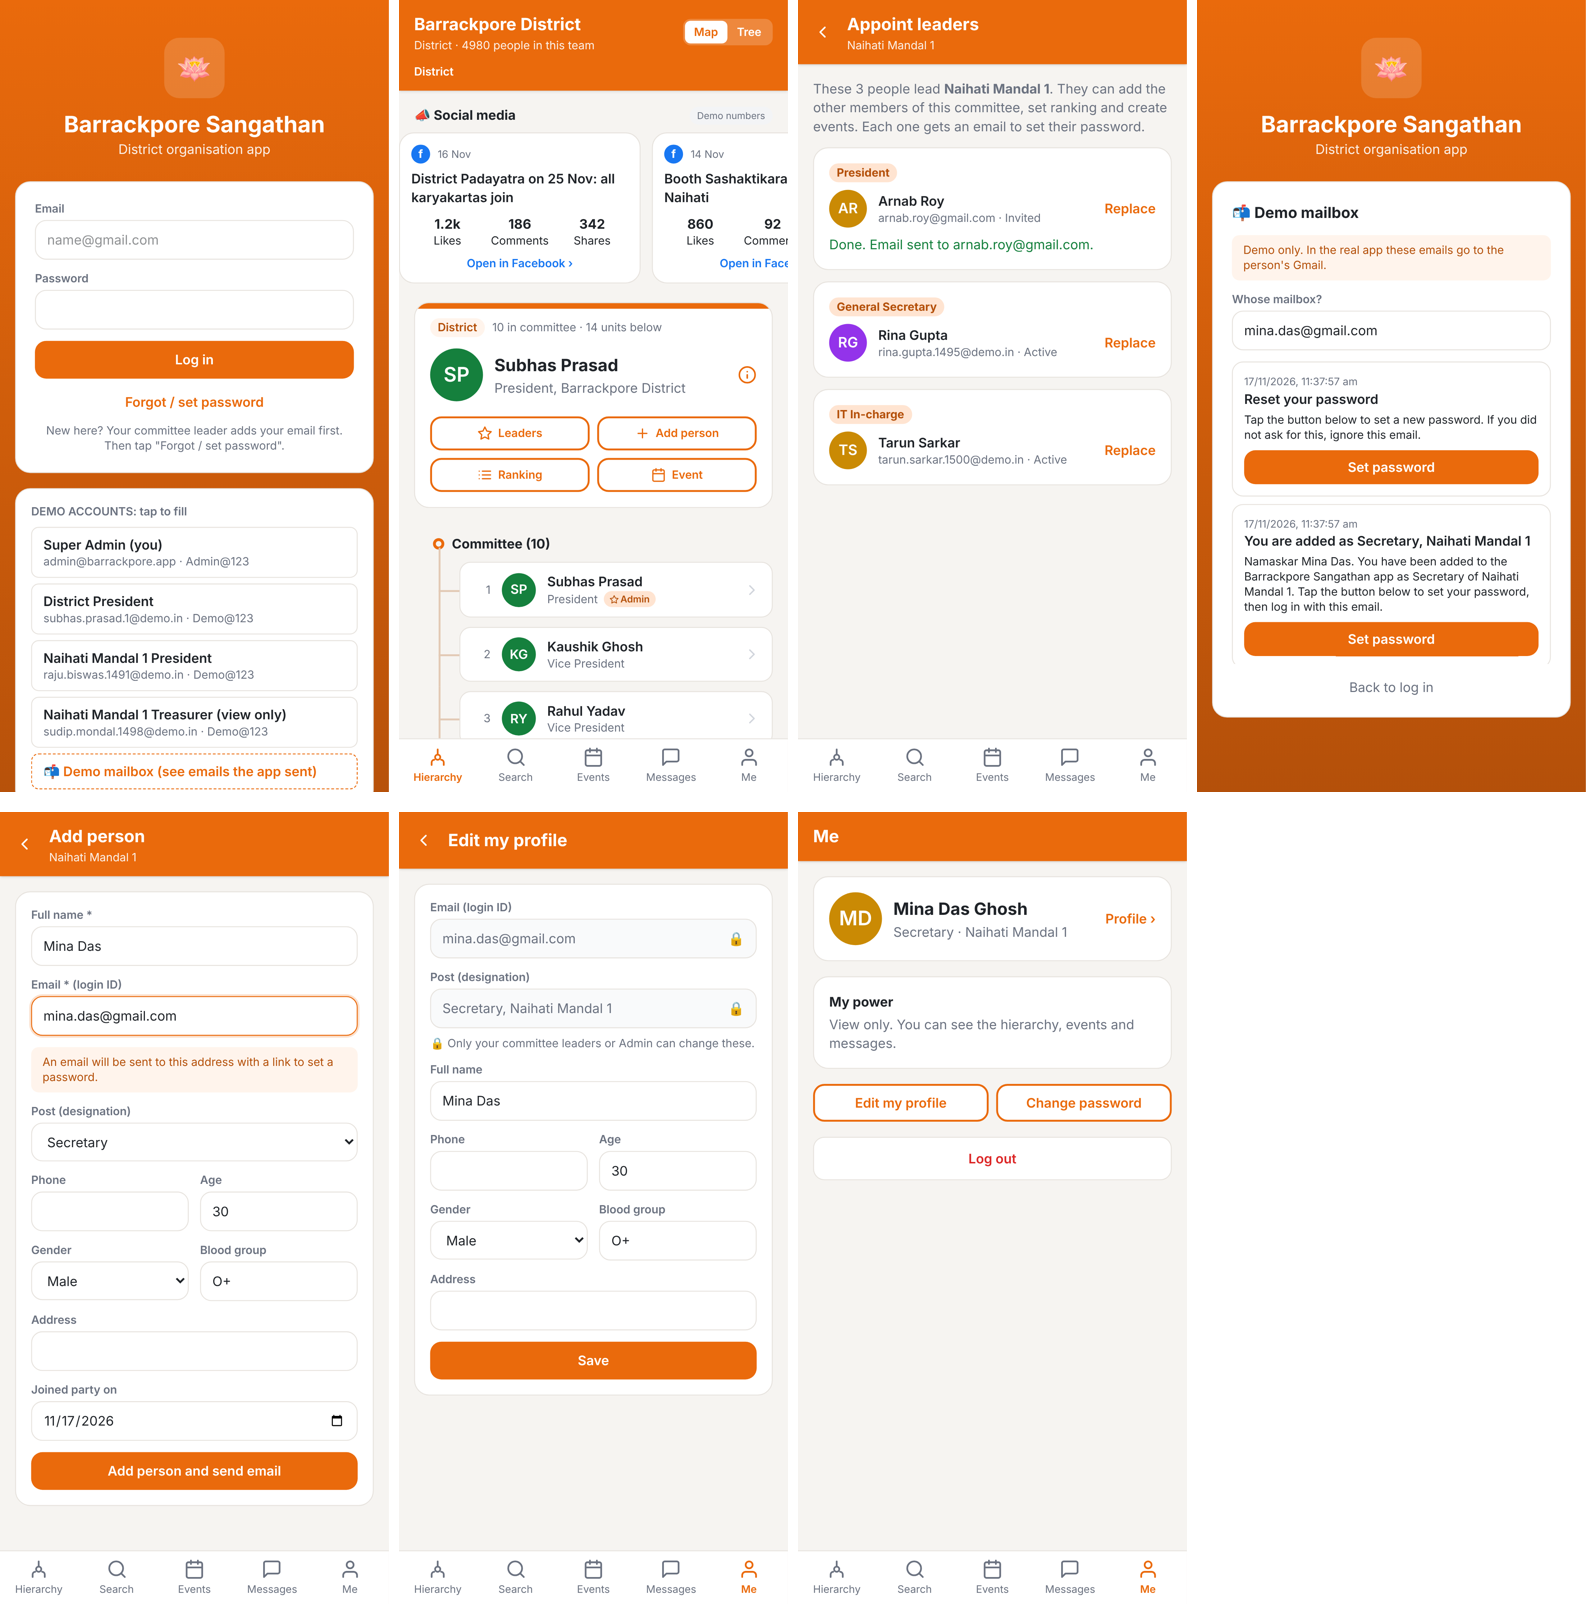 Barrackpore Sangathan
District organisation app
Email
name@gmail.com
Password
Log in
Forgot / set password
New here? Your committee leader adds your email first.
Then tap "Forgot / set password".
DEMO ACCOUNTS: tap to fill
Super Admin (you)
admin@barrackpore.app · Admin@123
District President
subhas.prasad.1@demo.in · Demo@123
Naihati Mandal 1 President
raju.biswas.1491@demo.in · Demo@123
Naihati Mandal 1 Treasurer (view only)
sudip.mondal.1498@demo.in · Demo@123
📬 Demo mailbox (see emails the app sent)
Barrackpore District
District · 4980 people in this team
Map Tree
District
📣 Social media
Demo numbers
f 16 Nov
District Padayatra on 25 Nov: all
karyakartas join
1.2k 186 342
Likes Comments Shares
Open in Facebook ›
f 14 Nov
Booth Sashaktikara
Naihati
860 92
Likes Commer
Open in Face
District 10 in committee · 14 units below
SP Subhas Prasad
President, Barrackpore District
Leaders + Add person
Ranking Event
Committee (10)
1 SP Subhas Prasad
President Admin
2 KG Kaushik Ghosh
Vice President
3 RY Rahul Yadav
Vice President
Hierarchy Search Events Messages Me
Appoint leaders
Naihati Mandal 1
These 3 people lead Naihati Mandal 1. They can add the
other members of this committee, set ranking and create
events. Each one gets an email to set their password.
President
AR Arnab Roy
arnab.roy@gmail.com · Invited
Replace
Done. Email sent to arnab.roy@gmail.com.
General Secretary
RG Rina Gupta
rina.gupta.1495@demo.in · Active
Replace
IT In-charge
TS Tarun Sarkar
tarun.sarkar.1500@demo.in · Active
Replace
Hierarchy Search Events Messages Me
Barrackpore Sangathan
District organisation app
📬 Demo mailbox
Demo only. In the real app these emails go to the
person's Gmail.
Whose mailbox?
mina.das@gmail.com
17/11/2026, 11:37:57 am
Reset your password
Tap the button below to set a new password. If you did
not ask for this, ignore this email.
Set password
17/11/2026, 11:37:57 am
You are added as Secretary, Naihati Mandal 1
Namaskar Mina Das. You have been added to the
Barrackpore Sangathan app as Secretary of Naihati
Mandal 1. Tap the button below to set your password,
then log in with this email.
Set password
Back to log in
Add person
Naihati Mandal 1
Full name *
Mina Das
Email * (login ID)
mina.das@gmail.com
An email will be sent to this address with a link to set a
password.
Post (designation)
Secretary
Phone Age
30
Gender Blood group
Male O+
Address
Joined party on
11/17/2026
Add person and send email
Hierarchy Search Events Messages Me
Edit my profile
Email (login ID)
mina.das@gmail.com 🔒
Post (designation)
Secretary, Naihati Mandal 1 🔒
🔒 Only your committee leaders or Admin can change these.
Full name
Mina Das
Phone Age
30
Gender Blood group
Male O+
Address
Save
Hierarchy Search Events Messages Me
Me
MD Mina Das Ghosh
Secretary · Naihati Mandal 1
Profile ›
My power
View only. You can see the hierarchy, events and
messages.
Edit my profile Change password
Log out
Hierarchy Search Events Messages Me